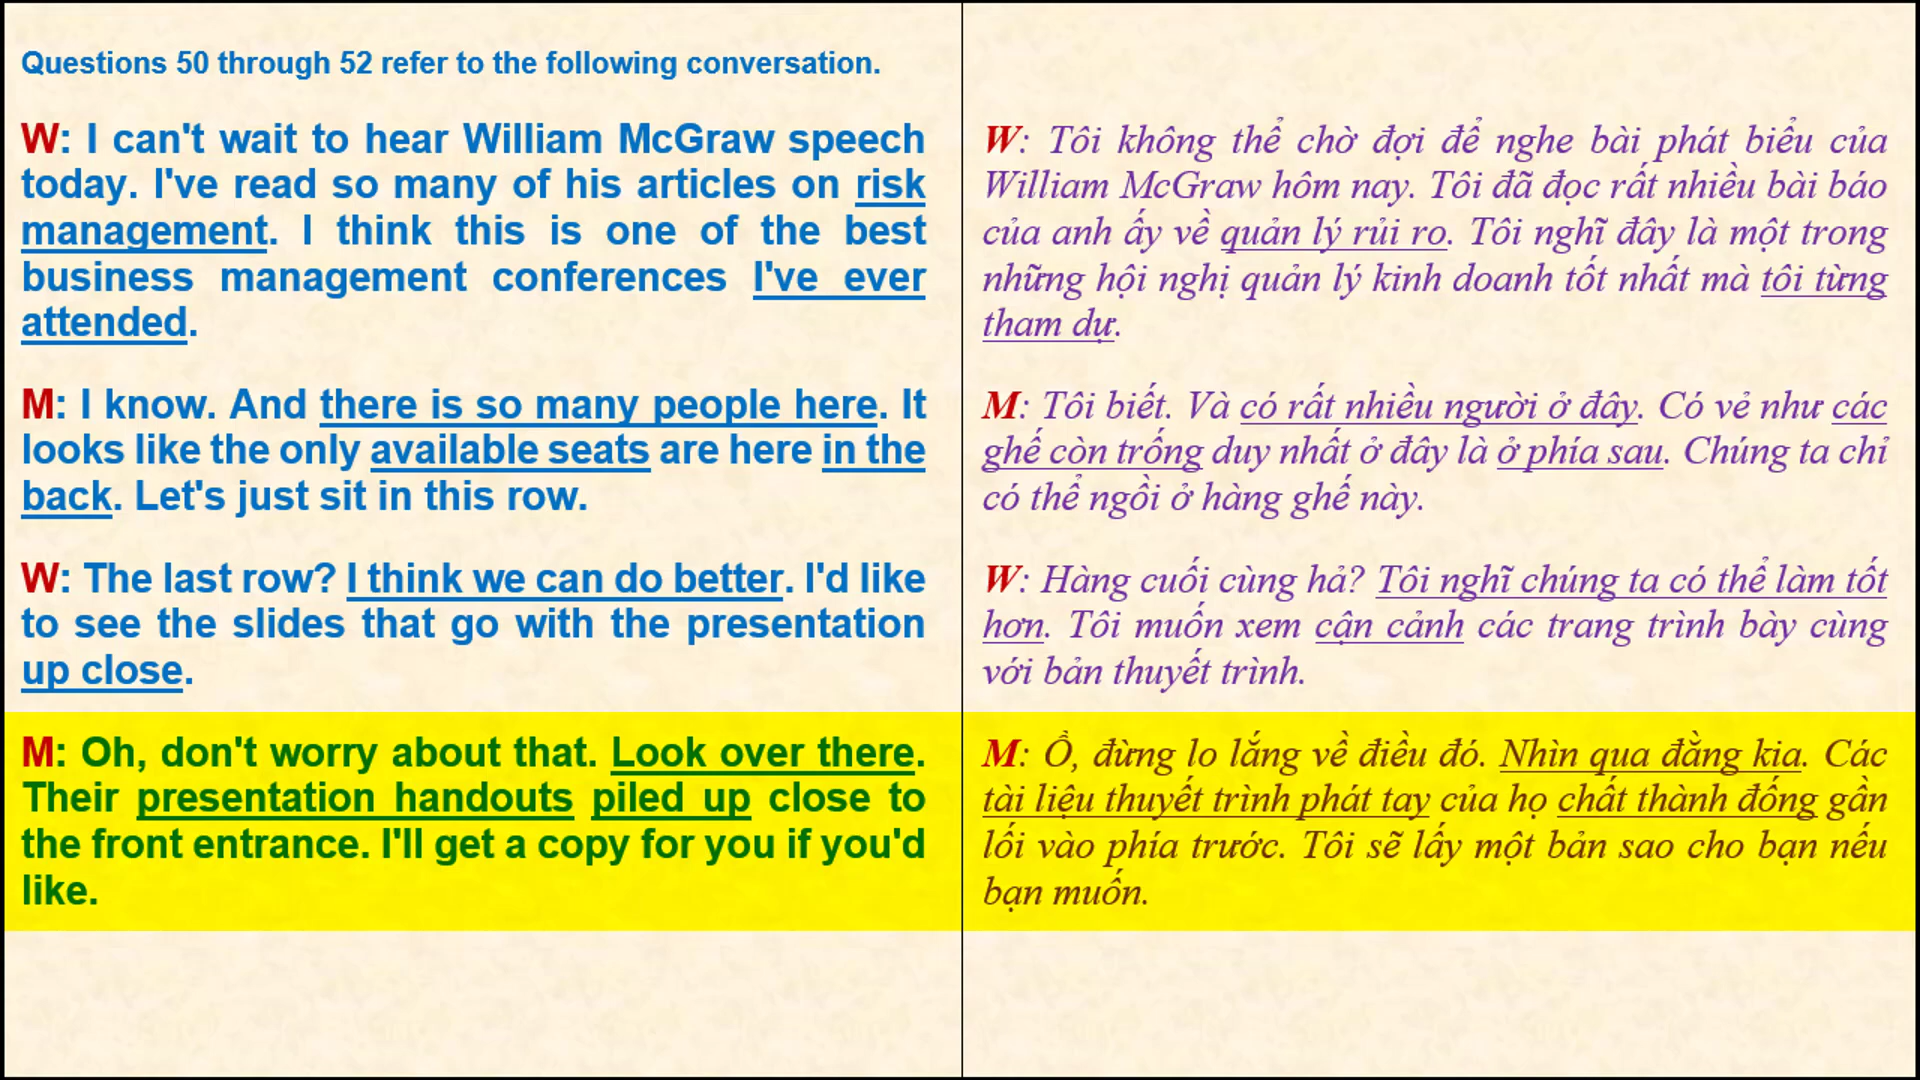 Questions 50 through 52 refer to the following conversation.
W: I can't wait to hear William McGraw speech
today. I've read so many of his articles on risk
management. I think this is one of the best
business management conferences I've ever
attended.
M: I know. And there is so many people here. It
looks like the only available seats are here in the
back. Let's just sit in this row.
W: The last row? I think we can do better. I'd like
to see the slides that go with the presentation
up close.
M: Oh, don't worry about that. Look over there.
Their presentation handouts piled up close to
the front entrance. I'll get a copy for you if you'd
like.
W: Tôi không thể chờ đợi để nghe bài phát biểu của
William McGraw hôm nay. Tôi đã đọc rất nhiều bài báo
của anh ấy về quản lý rủi ro. Tôi nghĩ đây là một trong
những hội nghị quản lý kinh doanh tốt nhất mà tôi từng
tham dự.
M: Tôi biết. Và có rất nhiều người ở đây. Có vẻ như các
ghế còn trống duy nhất ở đây là ở phía sau. Chúng ta chỉ
có thể ngồi ở hàng ghế này.
W: Hàng cuối cùng hả? Tôi nghĩ chúng ta có thể làm tốt
hơn. Tôi muốn xem cận cảnh các trang trình bày cùng
với bản thuyết trình.
M: Ồ, đừng lo lắng về điều đó. Nhìn qua đằng kia. Các
tài liệu thuyết trình phát tay của họ chất thành đống gần
lối vào phía trước. Tôi sẽ lấy một bản sao cho bạn nếu
bạn muốn.